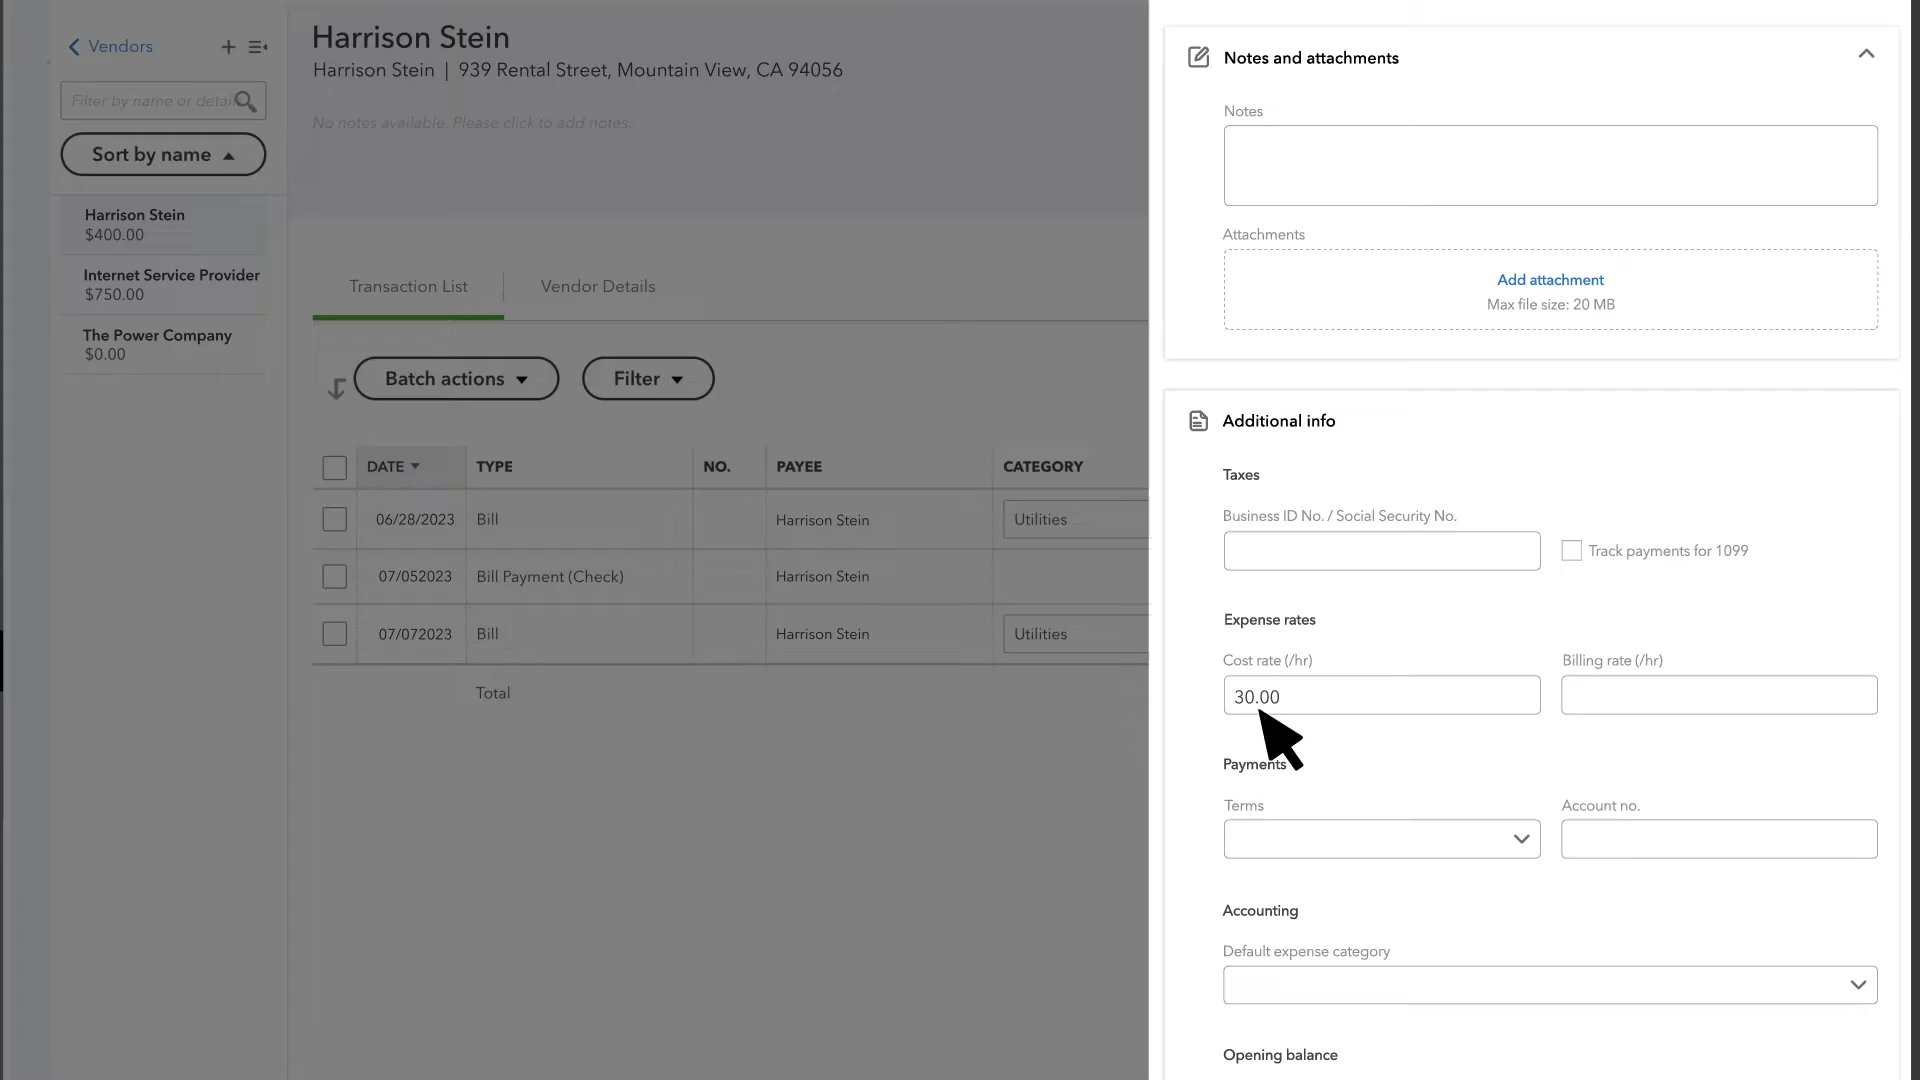 Vendors
Filter by name or detail
Sort by name
Harrison Stein
$400.00
Internet Service Provider
$750.00
The Power Company
$0.00
Harrison Stein
Harrison Stein | 939 Rental Street, Mountain View, CA 94056
No notes available. Please click to add notes.
Transaction List
Vendor Details
Batch actions
Filter
DATE TYPE NO. PAYEE CATEGORY
06/28/2023 Bill Harrison Stein Utilities
07/052023 Bill Payment (Check) Harrison Stein
07/072023 Bill Harrison Stein Utilities
Total
Notes and attachments
Notes
Attachments
Add attachment
Max file size: 20 MB
Additional info
Taxes
Business ID No. / Social Security No.
Track payments for 1099
Expense rates
Cost rate (/hr) Billing rate (/hr)
30.00
Payments
Terms Account no.
Accounting
Default expense category
Opening balance